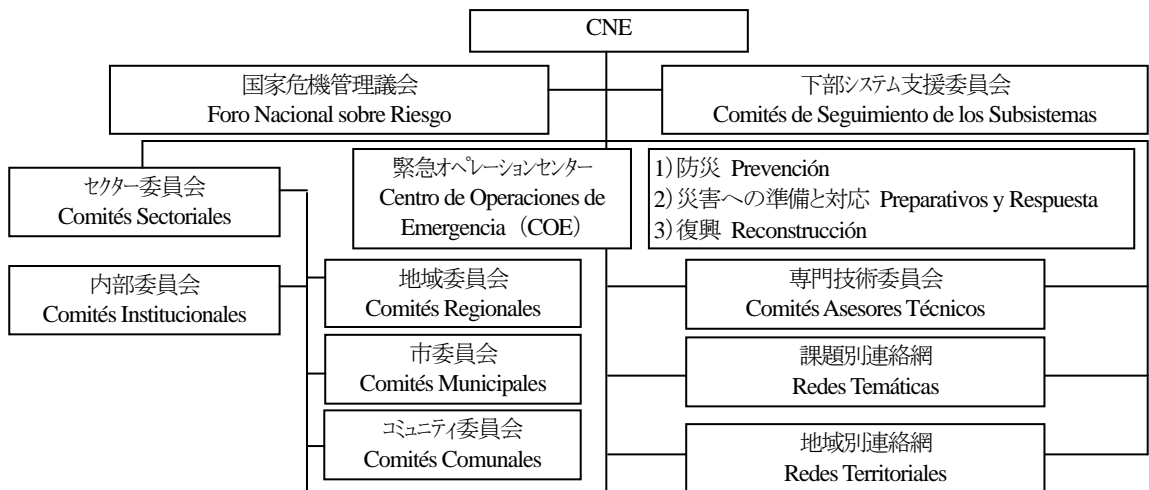 CNE
国家危機管理議会
Foro Nacional sobre Riesgo
下部システム支援委員会
Comités de Seguimiento de los Subsistemas
セクター委員会
Comités Sectoriales
緊急オペレーションセンター
Centro de Operaciones de
Emergencia（COE）
1）防災 Prevención
2）災害への準備と対応 Preparativos y Respuesta
3）復興 Reconstrucción
内部委員会
Comités Institucionales
地域委員会
Comités Regionales
専門技術委員会
Comités Asesores Técnicos
市委員会
Comités Municipales
課題別連絡網
Redes Temáticas
コミュニティ委員会
Comités Comunales
地域別連絡網
Redes Territoriales